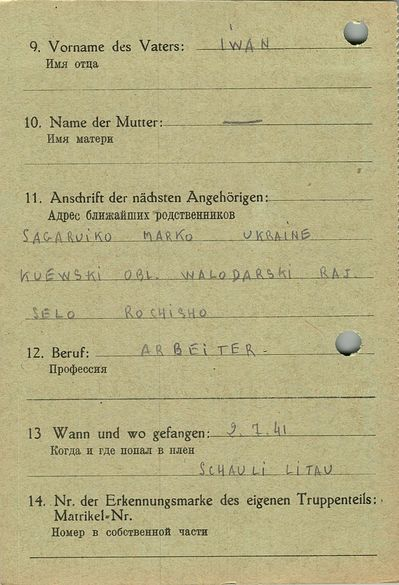 9. Vorname des Vaters: IWAN
Имя отца
10. Name der Mutter: —
Имя матери
11. Anschrift der nächsten Angehörigen:
Адрес ближайших родственников
SAGARUIKO MARKO UKRAINE
KUEWSKI OBL. WALODARSKI RAJ.
SELO ROCHISHO
12. Beruf: ARBEITER
Профессия
13 Wann und wo gefangen: 9. 7. 41
Когда и где попал в плен
SCHAULI LITAU
14. Nr. der Erkennungsmarke des eigenen Truppenteils:
Matrikel-Nr.
Номер в собственной части